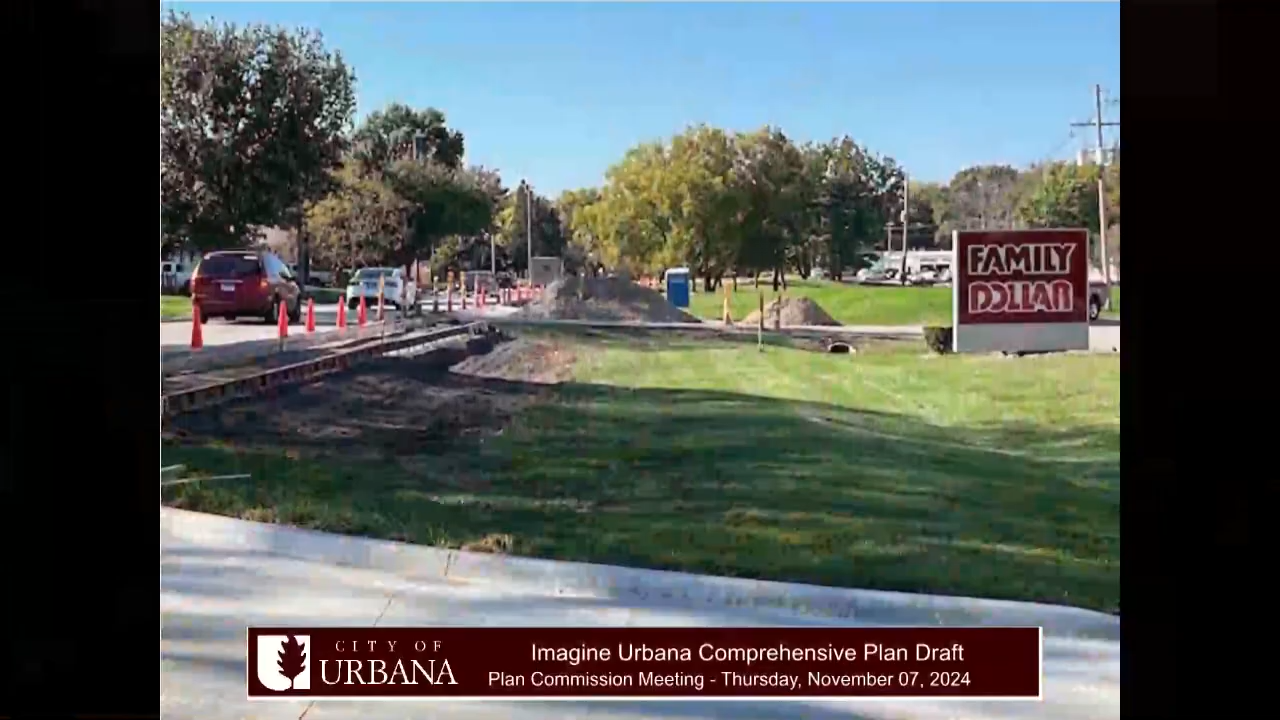 FAMILY
DOLLAR
CITY OF
URBANA
Imagine Urbana Comprehensive Plan Draft
Plan Commission Meeting - Thursday, November 07, 2024